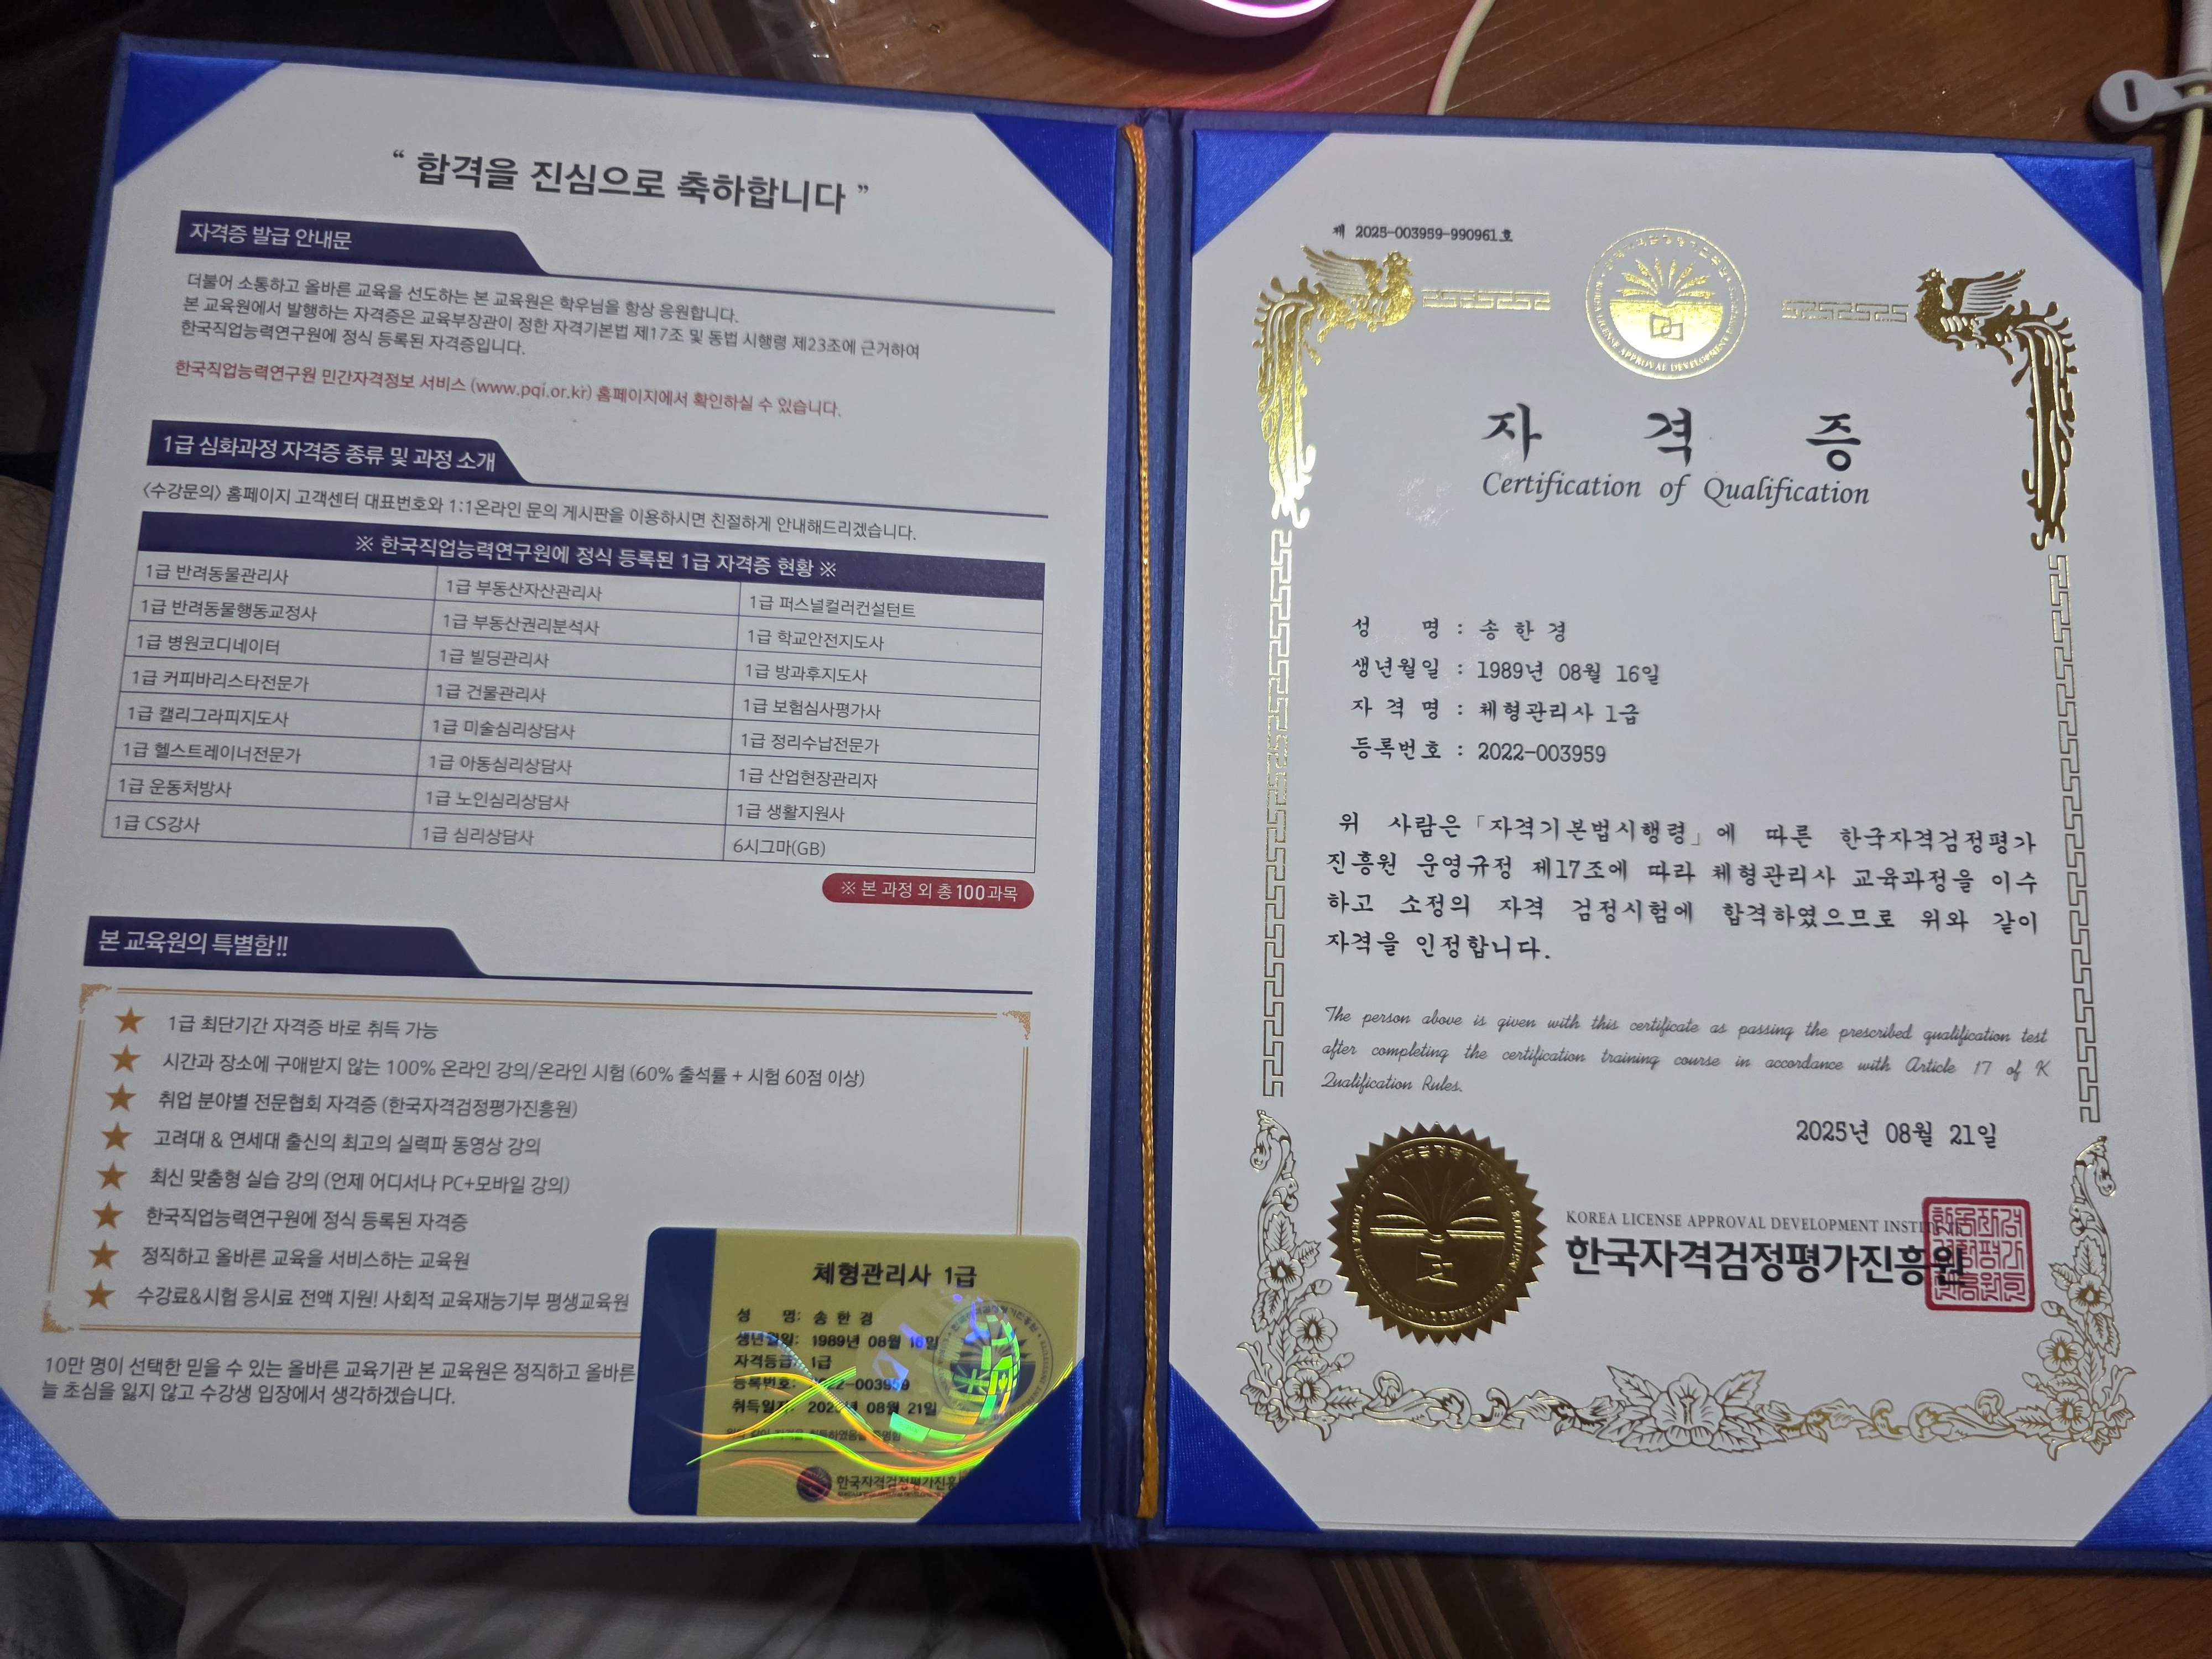 “ 합격을 진심으로 축하합니다 ”
자격증 발급 안내문
더불어 소통하고 올바른 교육을 선도하는 본 교육원은 학우님을 항상 응원합니다.
본 교육원에서 발행하는 자격증은 교육부장관이 정한 자격기본법 제17조 및 동법 시행령 제23조에 근거하여
한국직업능력연구원에 정식 등록된 자격증입니다.
한국직업능력연구원 민간자격정보 서비스 (www.pqi.or.kr) 홈페이지에서 확인하실 수 있습니다.
1급 심화과정 자격증 종류 및 과정 소개
〈수강문의〉 홈페이지 고객센터 대표번호와 1:1온라인 문의 게시판을 이용하시면 친절하게 안내해드리겠습니다.
※ 한국직업능력연구원에 정식 등록된 1급 자격증 현황 ※
1급 반려동물관리사 1급 부동산자산관리사 1급 퍼스널컬러컨설턴트
1급 반려동물행동교정사 1급 부동산권리분석사 1급 학교안전지도사
1급 병원코디네이터 1급 빌딩관리사 1급 방과후지도사
1급 커피바리스타전문가 1급 건물관리사 1급 보험심사평가사
1급 캘리그라피지도사 1급 미술심리상담사 1급 정리수납전문가
1급 헬스트레이너전문가 1급 아동심리상담사 1급 산업현장관리자
1급 운동처방사 1급 노인심리상담사 1급 생활지원사
1급 CS강사 1급 심리상담사 6시그마(GB)
※ 본 과정 외 총 100과목
본 교육원의 특별함!!
1급 최단기간 자격증 바로 취득 가능
시간과 장소에 구애받지 않는 100% 온라인 강의/온라인 시험 (60% 출석률 + 시험 60점 이상)
취업 분야별 전문협회 자격증 (한국자격검정평가진흥원)
고려대 & 연세대 출신의 최고의 실력파 동영상 강의
최신 맞춤형 실습 강의 (언제 어디서나 PC+모바일 강의)
한국직업능력연구원에 정식 등록된 자격증
정직하고 올바른 교육을 서비스하는 교육원
수강료&시험 응시료 전액 지원! 사회적 교육재능기부 평생교육원
10만 명이 선택한 믿을 수 있는 올바른 교육기관 본 교육원은 정직하고 올바른
늘 초심을 잃지 않고 수강생 입장에서 생각하겠습니다.
체형관리사 1급
성 명: 송 한 경
생년월일: 1989년 08월 16일
자격등급: 1급
등록번호: 2022-003959
취득일자: 2025년 08월 21일
한국자격검정평가진흥
제 2025-003959-990961호
KOREA LICENSE APPROVAL DEVELOPMENT
자 격 증
Certification of Qualification
성 명 : 송 한 경
생년월일 : 1989년 08월 16일
자 격 명 : 체형관리사 1급
등록번호 : 2022-003959
위 사람은「자격기본법시행령」에 따른 한국자격검정평가
진흥원 운영규정 제17조에 따라 체형관리사 교육과정을 이수
하고 소정의 자격 검정시험에 합격하였으므로 위와 같이
자격을 인정합니다.
The person above is given with this certificate as passing the prescribed qualification test
after completing the certification training course in accordance with Article 17 of K
Qualification Rules.
2025년 08월 21일
KOREA LICENSE APPROVAL DEVELOPMENT
한국자격검정평가진흥원